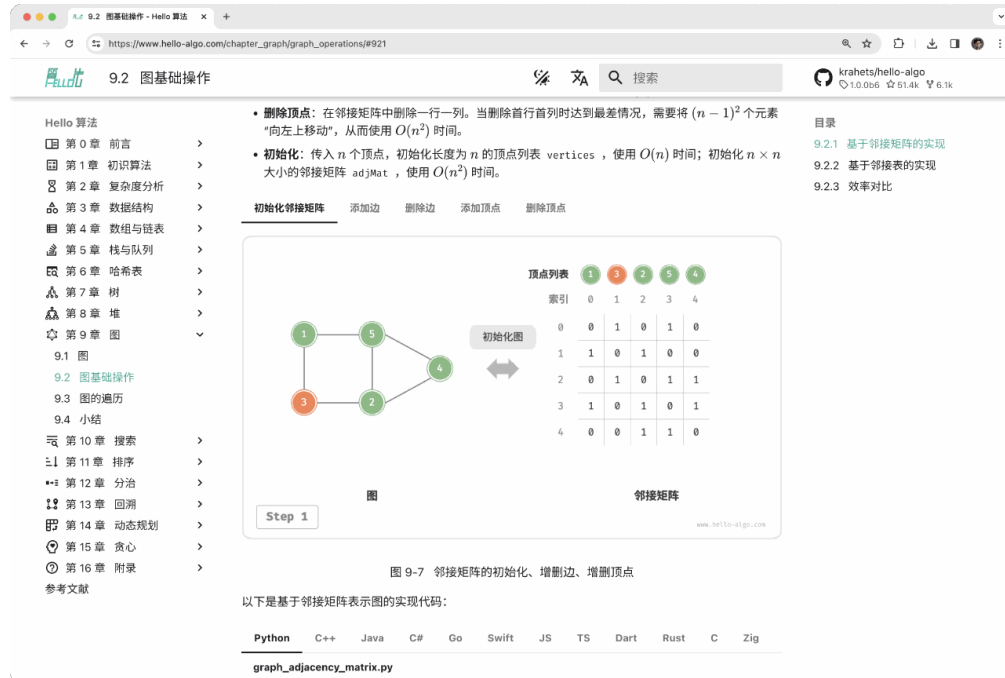 9.2 图基础操作 - Hello 算法
https://www.hello-algo.com/chapter_graph/graph_operations/#921
9.2 图基础操作
搜索
krahets/hello-algo
1.0.0b6 51.4k 6.1k
Hello 算法
第 0 章 前言
第 1 章 初识算法
第 2 章 复杂度分析
第 3 章 数据结构
第 4 章 数组与链表
第 5 章 栈与队列
第 6 章 哈希表
第 7 章 树
第 8 章 堆
第 9 章 图
9.1 图
9.2 图基础操作
9.3 图的遍历
9.4 小结
第 10 章 搜索
第 11 章 排序
第 12 章 分治
第 13 章 回溯
第 14 章 动态规划
第 15 章 贪心
第 16 章 附录
参考文献
• 删除顶点：在邻接矩阵中删除一行一列。当删除首行首列时达到最差情况，需要将 (n − 1)² 个元素
“向左上移动”，从而使用 O(n²) 时间。
• 初始化：传入 n 个顶点，初始化长度为 n 的顶点列表 vertices ，使用 O(n) 时间；初始化 n × n
大小的邻接矩阵 adjMat ，使用 O(n²) 时间。
初始化邻接矩阵 添加边 删除边 添加顶点 删除顶点
1 5
4
3 2
图
初始化图
顶点列表 1 3 2 5 4
索引 0 1 2 3 4
0 0 1 0 1 0
1 1 0 1 0 0
2 0 1 0 1 1
3 1 0 1 0 1
4 0 0 1 1 0
邻接矩阵
Step 1
www.hello-algo.com
图 9-7 邻接矩阵的初始化、增删边、增删顶点
以下是基于邻接矩阵表示图的实现代码：
Python C++ Java C# Go Swift JS TS Dart Rust C Zig
graph_adjacency_matrix.py
目录
9.2.1 基于邻接矩阵的实现
9.2.2 基于邻接表的实现
9.2.3 效率对比